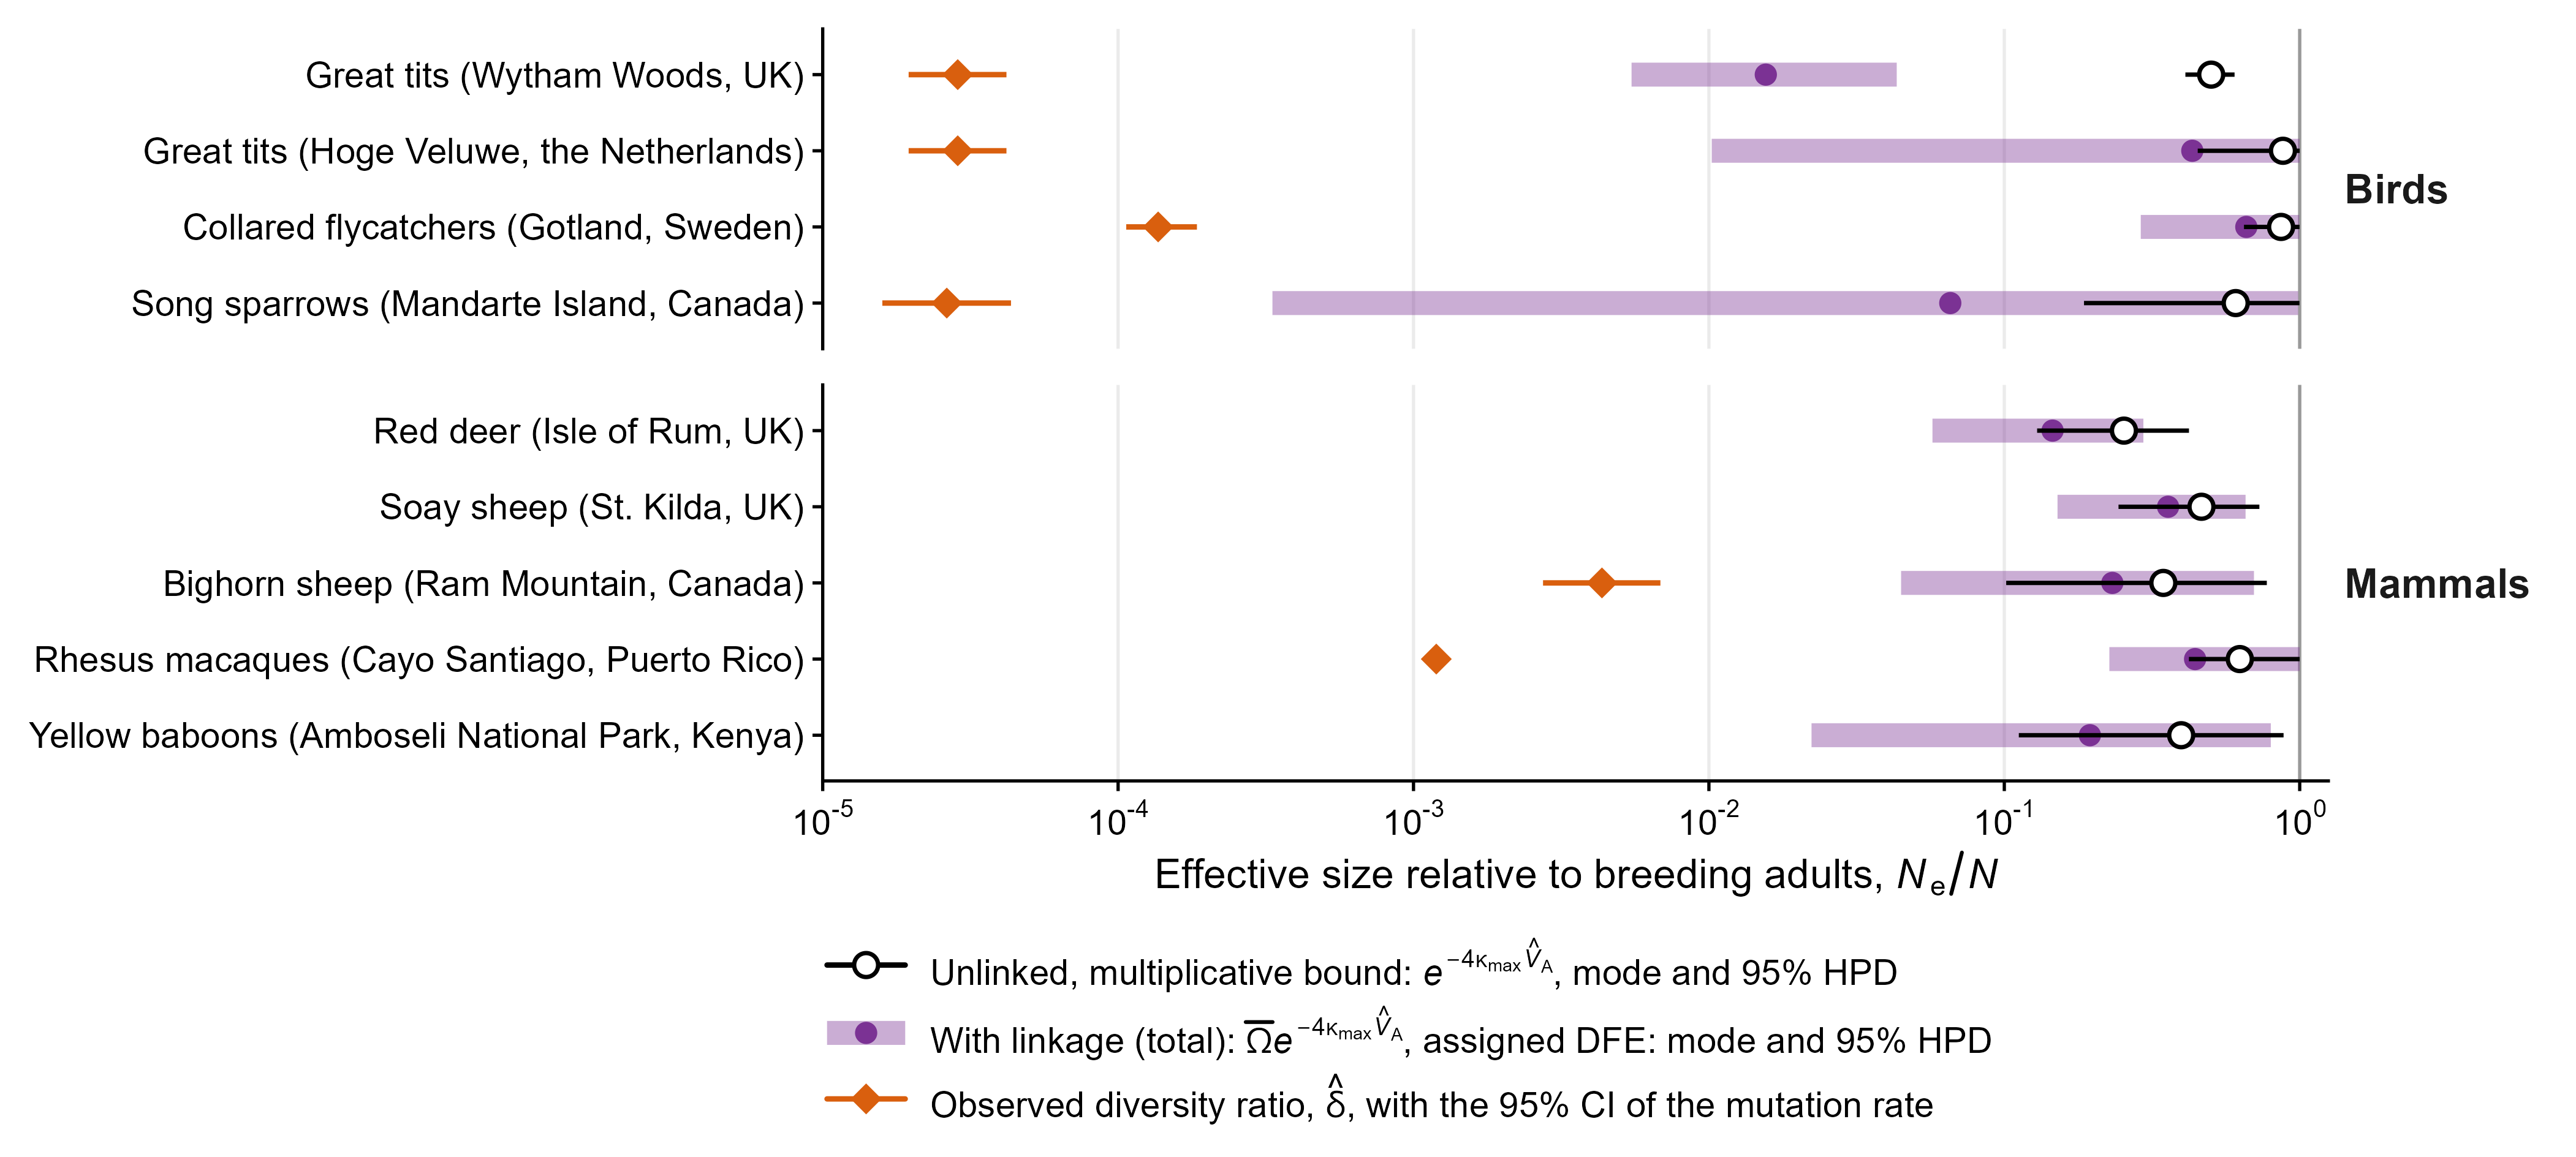 Great tits (Wytham Woods, UK)
Great tits (Hoge Veluwe, the Netherlands)
Collared flycatchers (Gotland, Sweden)
Song sparrows (Mandarte Island, Canada)
Birds
Red deer (Isle of Rum, UK)
Soay sheep (St. Kilda, UK)
Bighorn sheep (Ram Mountain, Canada)
Rhesus macaques (Cayo Santiago, Puerto Rico)
Yellow baboons (Amboseli National Park, Kenya)
Mammals
10⁻⁵ 10⁻⁴ 10⁻³ 10⁻² 10⁻¹ 10⁰
Effective size relative to breeding adults, Nₑ/N
Unlinked, multiplicative bound: e^{−4κ_max V̂_A}, mode and 95% HPD
With linkage (total): Ω̅e^{−4κ_max V̂_A}, assigned DFE: mode and 95% HPD
Observed diversity ratio, δ̂, with the 95% CI of the mutation rate